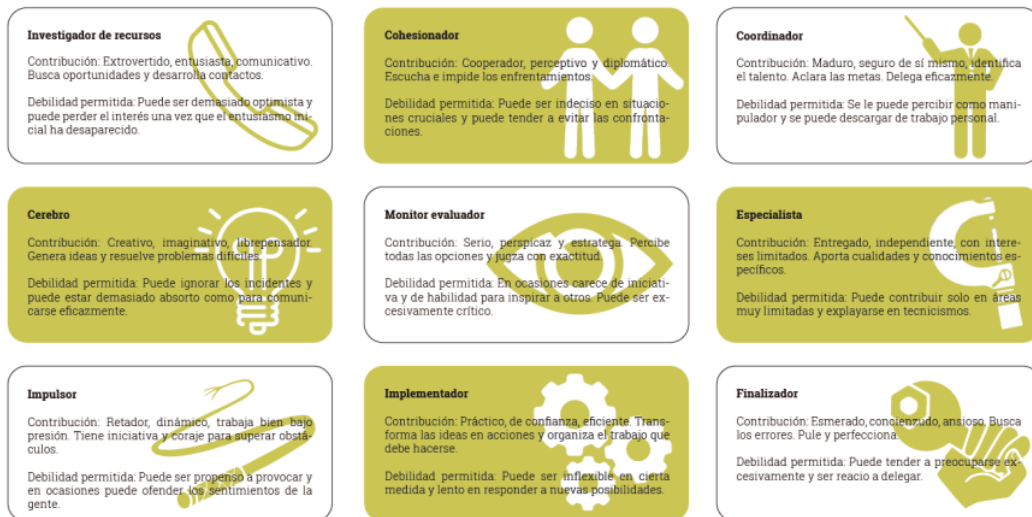 Investigador de recursos
Contribución: Extrovertido, entusiasta, comunicativo.
Busca oportunidades y desarrolla contactos.
Debilidad permitida: Puede ser demasiado optimista y
puede perder el interés una vez que el entusiasmo ini-
cial ha desaparecido.
Cohesionador
Contribución: Cooperador, perceptivo y diplomático.
Escucha e impide los enfrentamientos.
Debilidad permitida: Puede ser indeciso en situacio-
nes cruciales y puede tender a evitar las confronta-
ciones.
Coordinador
Contribución: Maduro, seguro de sí mismo, identifica
el talento. Aclara las metas. Delega eficazmente.
Debilidad permitida: Se le puede percibir como mani-
pulador y se puede descargar de trabajo personal.
Cerebro
Contribución: Creativo, imaginativo, librepensador.
Genera ideas y resuelve problemas difíciles.
Debilidad permitida: Puede ignorar los incidentes y
puede estar demasiado absorto como para comuni-
carse eficazmente.
Monitor evaluador
Contribución: Serio, perspicaz y estratega. Percibe
todas las opciones y jugza con exactitud.
Debilidad permitida: En ocasiones carece de iniciati-
va y de habilidad para inspirar a otros. Puede ser ex-
cesivamente crítico.
Especialista
Contribución: Entregado, independiente, con intere-
ses limitados. Aporta cualidades y conocimientos es-
pecíficos.
Debilidad permitida: Puede contribuir solo en áreas
muy limitadas y explayarse en tecnicismos.
Impulsor
Contribución: Retador, dinámico, trabaja bien bajo
presión. Tiene iniciativa y coraje para superar obstá-
culos.
Debilidad permitida: Puede ser propenso a provocar y
en ocasiones puede ofender los sentimientos de la
gente.
Implementador
Contribución: Práctico, de confianza, eficiente. Trans-
forma las ideas en acciones y organiza el trabajo que
debe hacerse.
Debilidad permitida: Puede ser inflexible en cierta
medida y lento en responder a nuevas posibilidades.
Finalizador
Contribución: Esmerado, concienzudo, ansioso. Busca
los errores. Pule y perfecciona.
Debilidad permitida: Puede tender a preocuparse ex-
cesivamente y ser reacio a delegar.